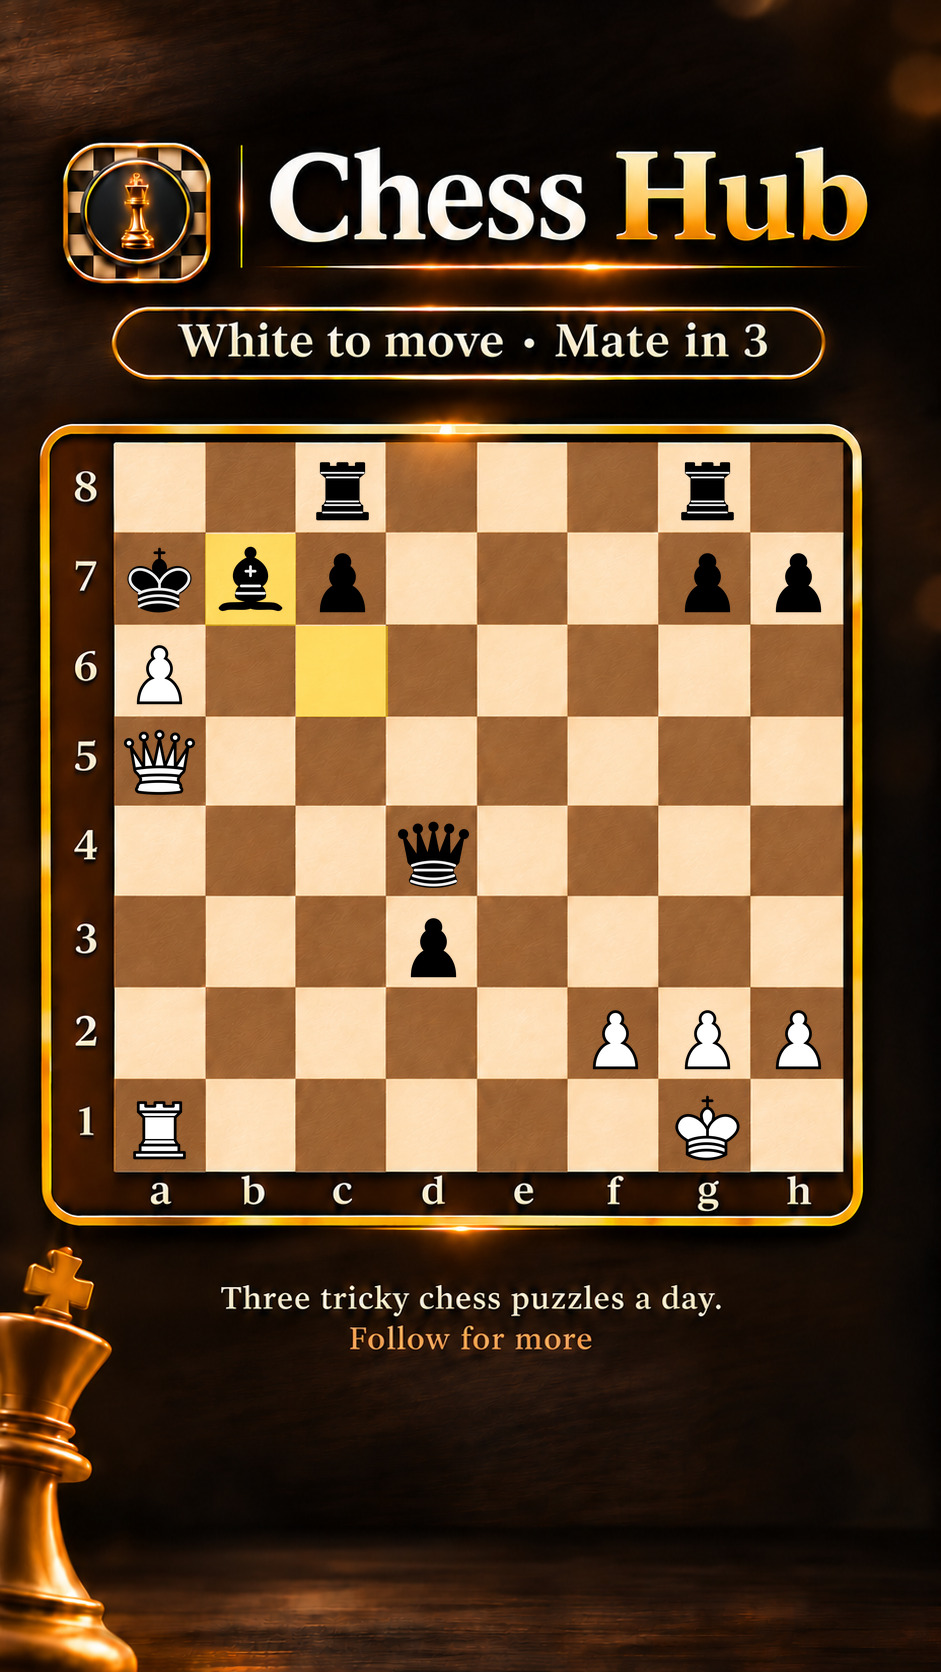 Chess Hub
White to move • Mate in 3
8
7
6
5
4
3
2
1
a b c d e f g h
Three tricky chess puzzles a day.
Follow for more